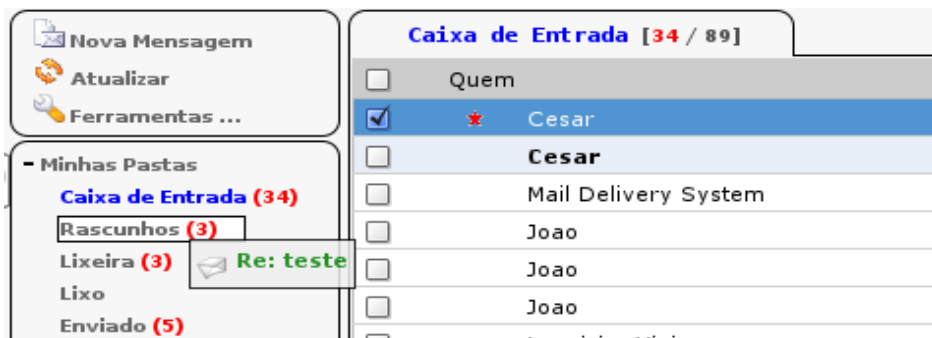 Nova Mensagem
Atualizar
Ferramentas ...
- Minhas Pastas
Caixa de Entrada (34)
Rascunhos (3)
Lixeira (3)
Re: teste
Lixo
Enviado (5)
Caixa de Entrada [34 / 89]
Quem
Cesar
Cesar
Mail Delivery System
Joao
Joao
Joao